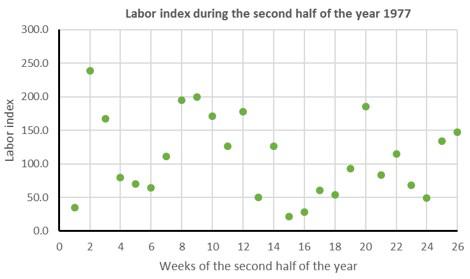 Labor index during the second half of the year 1977
300.0
250.0
200.0
150.0
100.0
50.0
0.0
Labor index
0 2 4 6 8 10 12 14 16 18 20 22 24 26
Weeks of the second half of the year